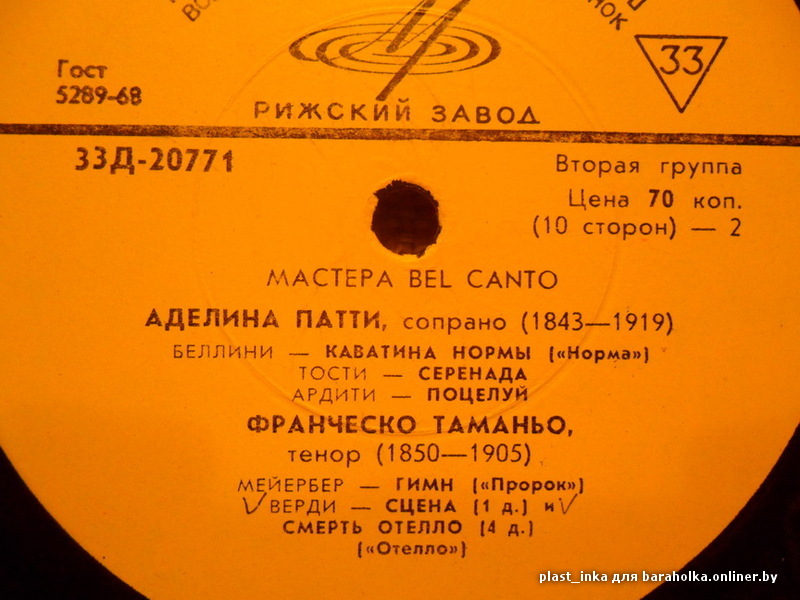 33
Гост
5289-68
РИЖСКИЙ ЗАВОД
33Д-20771
Вторая группа
Цена 70 коп.
(10 сторон) — 2
МАСТЕРА BEL CANTO
АДЕЛИНА ПАТТИ, сопрано (1843—1919)
БЕЛЛИНИ — КАВАТИНА НОРМЫ («Норма»)
ТОСТИ — СЕРЕНАДА
АРДИТИ — ПОЦЕЛУЙ
ФРАНЧЕСКО ТАМАНЬО,
тенор (1850—1905)
МЕЙЕРБЕР — ГИМН («Пророк»)
ВЕРДИ — СЦЕНА (1 д.) и
СМЕРТЬ ОТЕЛЛО (4 д.)
(«Отелло»)
plast_inka для baraholka.onliner.by